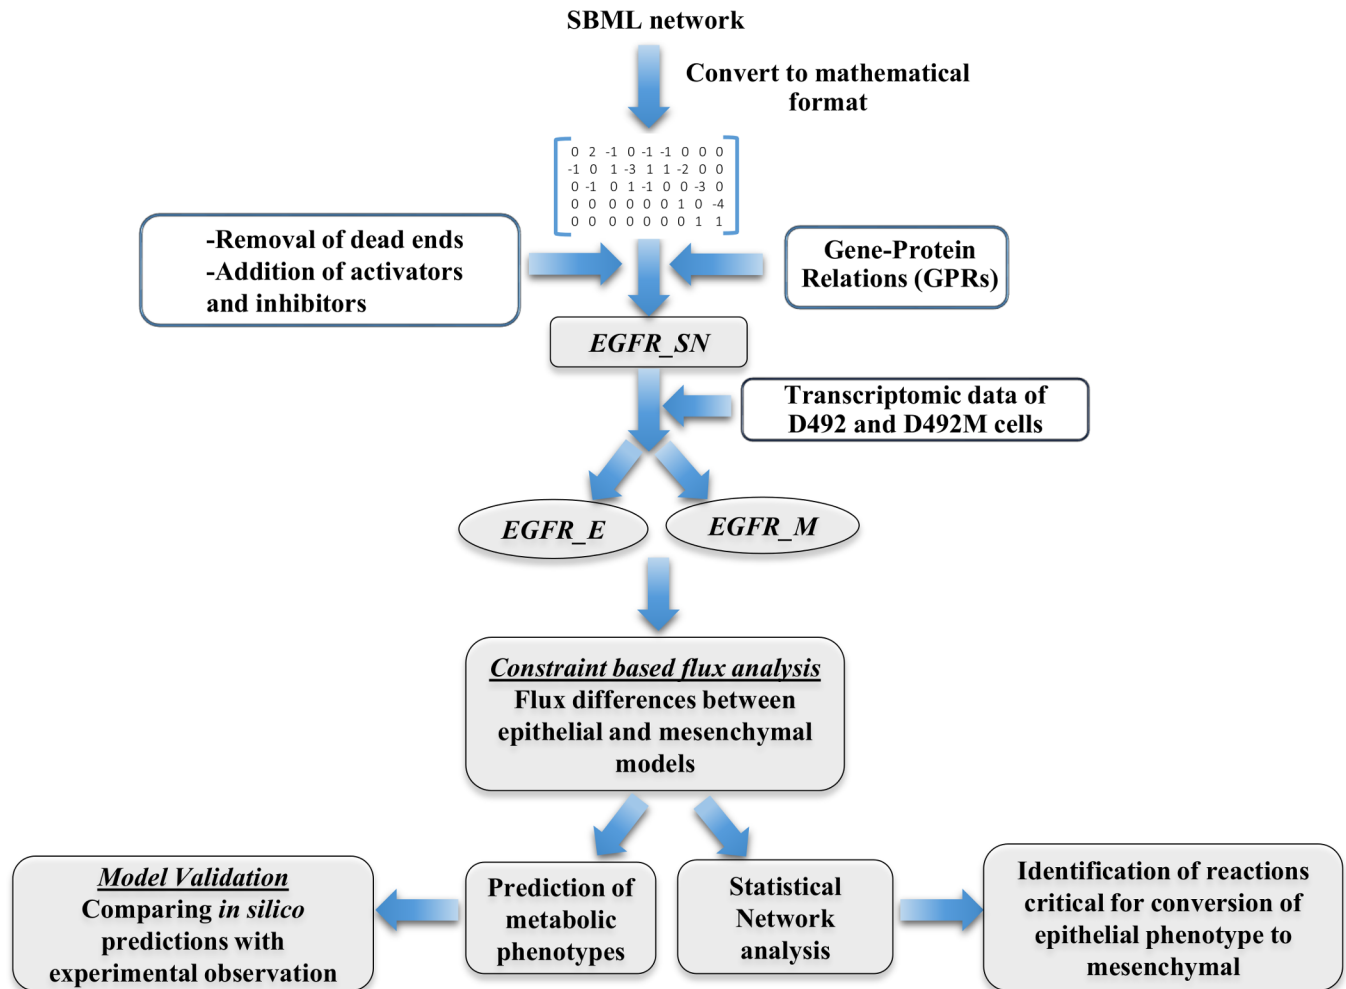 SBML network
Convert to mathematical
format
0 2 -1 0 -1 -1 0 0 0
-1 0 1 -3 1 1 -2 0 0
0 -1 0 1 -1 0 0 -3 0
0 0 0 0 0 0 1 0 -4
0 0 0 0 0 0 0 1 1
-Removal of dead ends
-Addition of activators
and inhibitors
Gene-Protein
Relations (GPRs)
EGFR_SN
Transcriptomic data of
D492 and D492M cells
EGFR_E
EGFR_M
Constraint based flux analysis
Flux differences between
epithelial and mesenchymal
models
Model Validation
Comparing in silico
predictions with
experimental observation
Prediction of
metabolic
phenotypes
Statistical
Network
analysis
Identification of reactions
critical for conversion of
epithelial phenotype to
mesenchymal